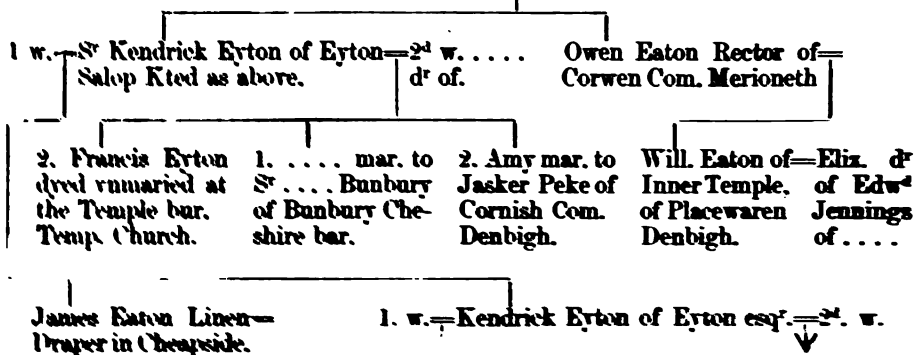 1 w.=Sr Kendrick Eyton of Eyton=2d w. . . . .
Salop Kted as above.
dr of.
Owen Eaton Rector of=
Corwen Com. Merioneth
2. Francis Eyton
dyed vnmaried at
the Temple bur.
Temp. Church.
1. . . . . mar. to
Sr . . . . Bunbury
of Bunbury Che-
shire bar.
2. Amy mar. to
Jasker Peke of
Cornish Com.
Denbigh.
Will. Eaton of=Eliz. dr
Inner Temple. of Edwd
of Placewaren Jennings
Denbigh. of . . . .
James Eaton Linen=
Draper in Cheapside.
1. w.=Kendrick Eyton of Eyton esqr.=2d. w.